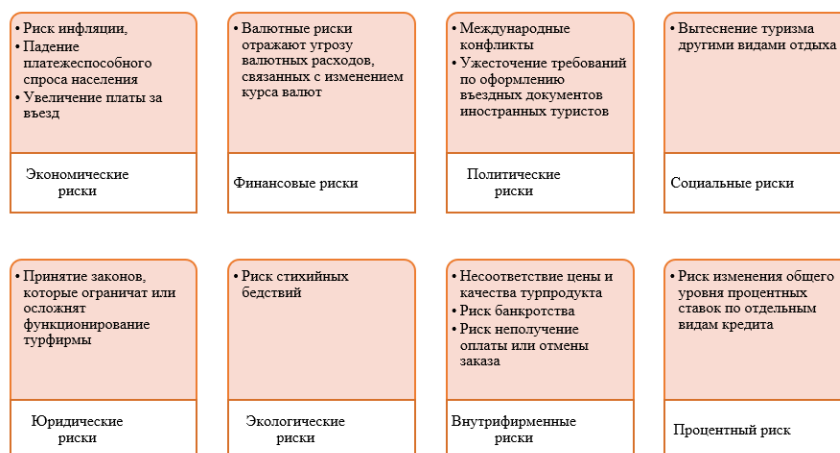 • Риск инфляции,
• Падение
платежеспособного
спроса населения
• Увеличение платы за
въезд
Экономические
риски
• Валютные риски
отражают угрозу
валютных расходов,
связанных с изменением
курса валют
Финансовые риски
• Международные
конфликты
• Ужесточение требований
по оформлению
въездных документов
иностранных туристов
Политические
риски
• Вытеснение туризма
другими видами отдыха
Социальные риски
• Принятие законов,
которые ограничат или
осложнят
функционирование
турфирмы
Юридические
риски
• Риск стихийных
бедствий
Экологические
риски
• Несоответствие цены и
качества турпродукта
• Риск банкротства
• Риск неполучение
оплаты или отмены
заказа
Внутрифирменные
риски
• Риск изменения общего
уровня процентных
ставок по отдельным
видам кредита
Процентный риск